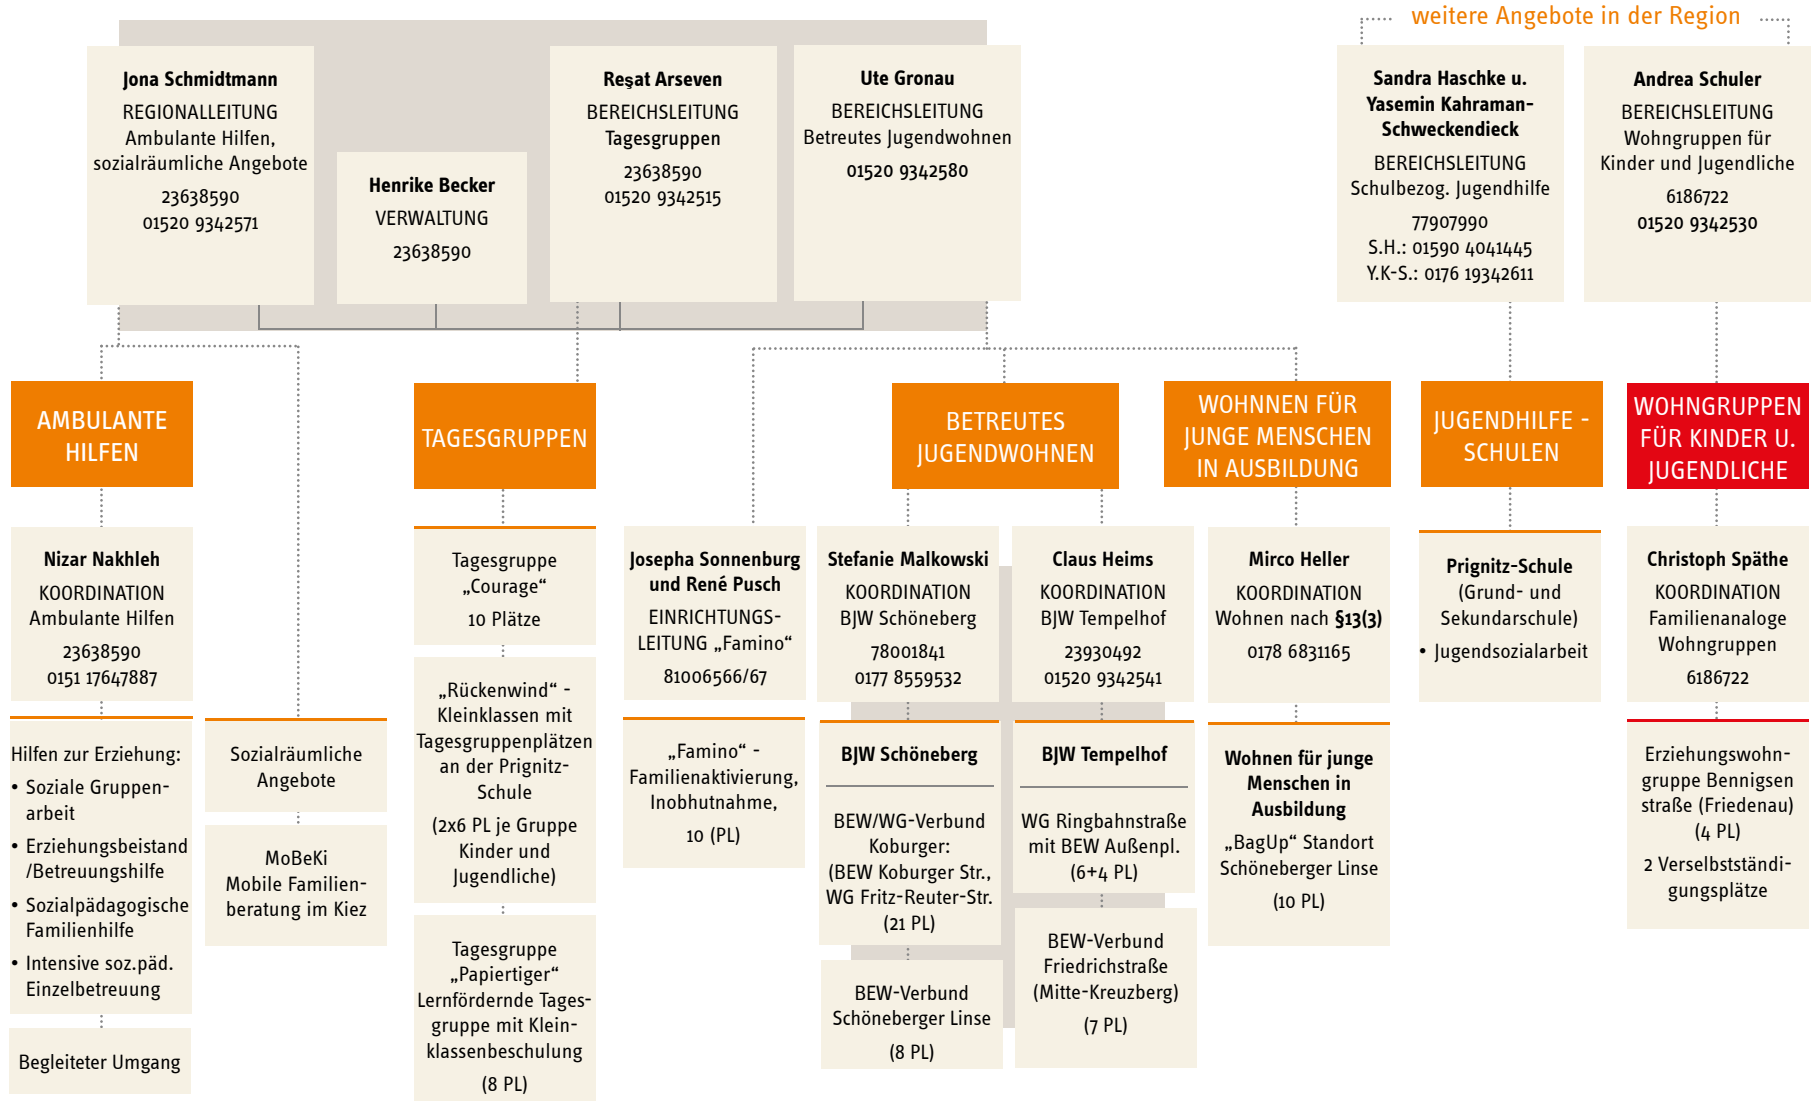 weitere Angebote in der Region
Jona Schmidtmann
REGIONALLEITUNG
Ambulante Hilfen,
sozialräumliche Angebote
23638590
01520 9342571
Henrike Becker
VERWALTUNG
23638590
Reşat Arseven
BEREICHSLEITUNG
Tagesgruppen
23638590
01520 9342515
Ute Gronau
BEREICHSLEITUNG
Betreutes Jugendwohnen
01520 9342580
Sandra Haschke u.
Yasemin Kahraman-
Schweckendieck
BEREICHSLEITUNG
Schulbezog. Jugendhilfe
77907990
S.H.: 01590 4041445
Y.K-S.: 0176 19342611
Andrea Schuler
BEREICHSLEITUNG
Wohngruppen für
Kinder und Jugendliche
6186722
01520 9342530
AMBULANTE
HILFEN
TAGESGRUPPEN
BETREUTES
JUGENDWOHNEN
WOHNNEN FÜR
JUNGE MENSCHEN
IN AUSBILDUNG
JUGENDHILFE -
SCHULEN
WOHNGRUPPEN
FÜR KINDER U.
JUGENDLICHE
Nizar Nakhleh
KOORDINATION
Ambulante Hilfen
23638590
0151 17647887
Hilfen zur Erziehung:
• Soziale Gruppen-
arbeit
• Erziehungsbeistand
/Betreuungshilfe
• Sozialpädagogische
Familienhilfe
• Intensive soz.päd.
Einzelbetreuung
Begleiteter Umgang
Sozialräumliche
Angebote
MoBeKi
Mobile Familien-
beratung im Kiez
Tagesgruppe
„Courage“
10 Plätze
„Rückenwind“ -
Kleinklassen mit
Tagesgruppenplätzen
an der Prignitz-
Schule
(2x6 PL je Gruppe
Kinder und
Jugendliche)
Tagesgruppe
„Papiertiger“
Lernfördernde Tages-
gruppe mit Klein-
klassenbeschulung
(8 PL)
Josepha Sonnenburg
und René Pusch
EINRICHTUNGS-
LEITUNG „Famino“
81006566/67
„Famino“ -
Familienaktivierung,
Inobhutnahme,
10 (PL)
Stefanie Malkowski
KOORDINATION
BJW Schöneberg
78001841
0177 8559532
BJW Schöneberg
BEW/WG-Verbund
Koburger:
(BEW Koburger Str.,
WG Fritz-Reuter-Str.
(21 PL)
BEW-Verbund
Schöneberger Linse
(8 PL)
Claus Heims
KOORDINATION
BJW Tempelhof
23930492
01520 9342541
BJW Tempelhof
WG Ringbahnstraße
mit BEW Außenpl.
(6+4 PL)
BEW-Verbund
Friedrichstraße
(Mitte-Kreuzberg)
(7 PL)
Mirco Heller
KOORDINATION
Wohnen nach §13(3)
0178 6831165
Wohnen für junge
Menschen in
Ausbildung
„BagUp“ Standort
Schöneberger Linse
(10 PL)
Prignitz-Schule
(Grund- und
Sekundarschule)
• Jugendsozialarbeit
Christoph Späthe
KOORDINATION
Familienanaloge
Wohngruppen
6186722
Erziehungswohn-
gruppe Bennigsen
straße (Friedenau)
(4 PL)
2 Verselbstständi-
gungsplätze